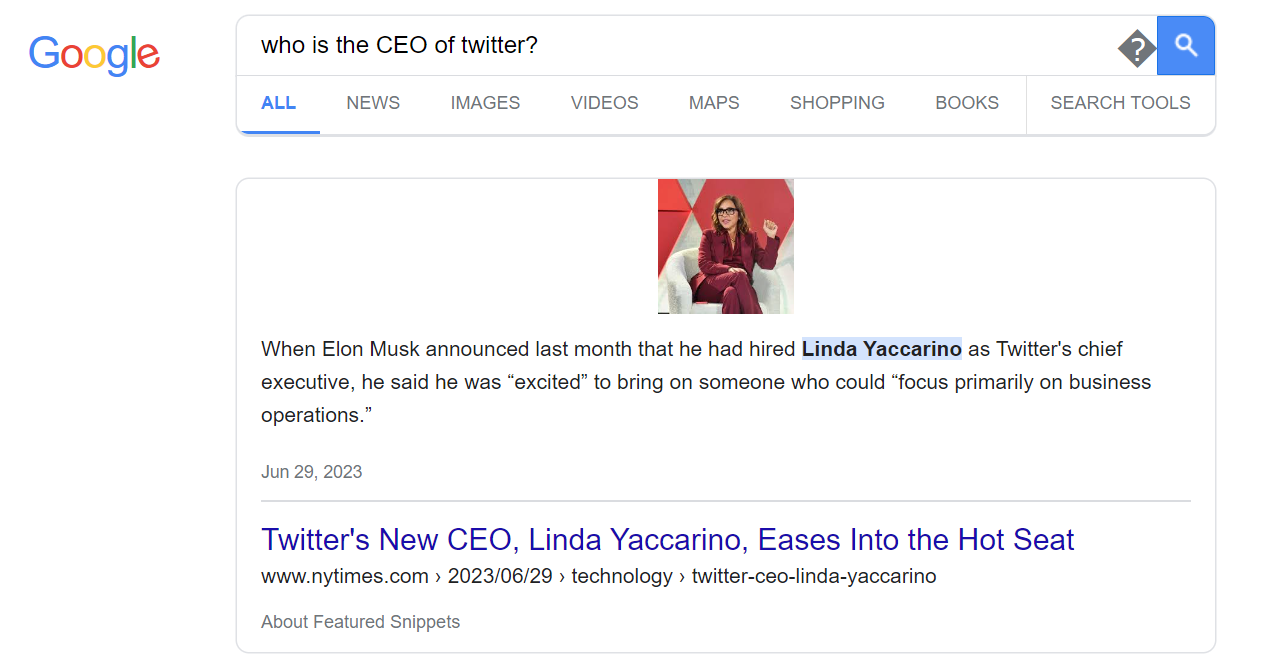 Google
who is the CEO of twitter?
ALL NEWS IMAGES VIDEOS MAPS SHOPPING BOOKS SEARCH TOOLS
When Elon Musk announced last month that he had hired Linda Yaccarino as Twitter's chief
executive, he said he was “excited” to bring on someone who could “focus primarily on business
operations.”
Jun 29, 2023
Twitter's New CEO, Linda Yaccarino, Eases Into the Hot Seat
www.nytimes.com › 2023/06/29 › technology › twitter-ceo-linda-yaccarino
About Featured Snippets